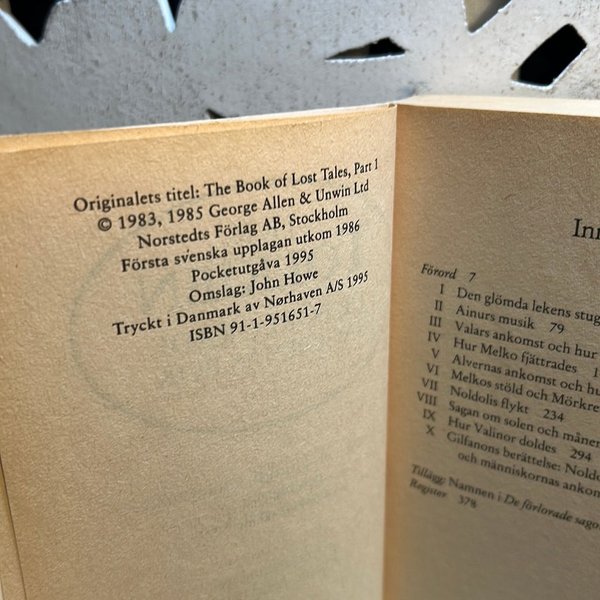 Originalets titel: The Book of Lost Tales, Part 1
© 1983, 1985 George Allen & Unwin Ltd
Norstedts Förlag AB, Stockholm
Första svenska upplagan utkom 1986
Pocketutgåva 1995
Omslag: John Howe
Tryckt i Danmark av Nørhaven A/S 1995
ISBN 91-1-951651-7
Förord 7
I Den glömda lekens
II Ainurs musik 79
III Valars ankomst och hur
IV Hur Melko fjättrades
V Alvernas ankomst och
VI Melkos stöld och
VII Noldolis flykt 234
VIII Sagan om solen och
IX Hur Valinor doldes 294
X Gilfanons berättelse:
och människornas
Tillägg: Namnen i De förlorade
Register 378